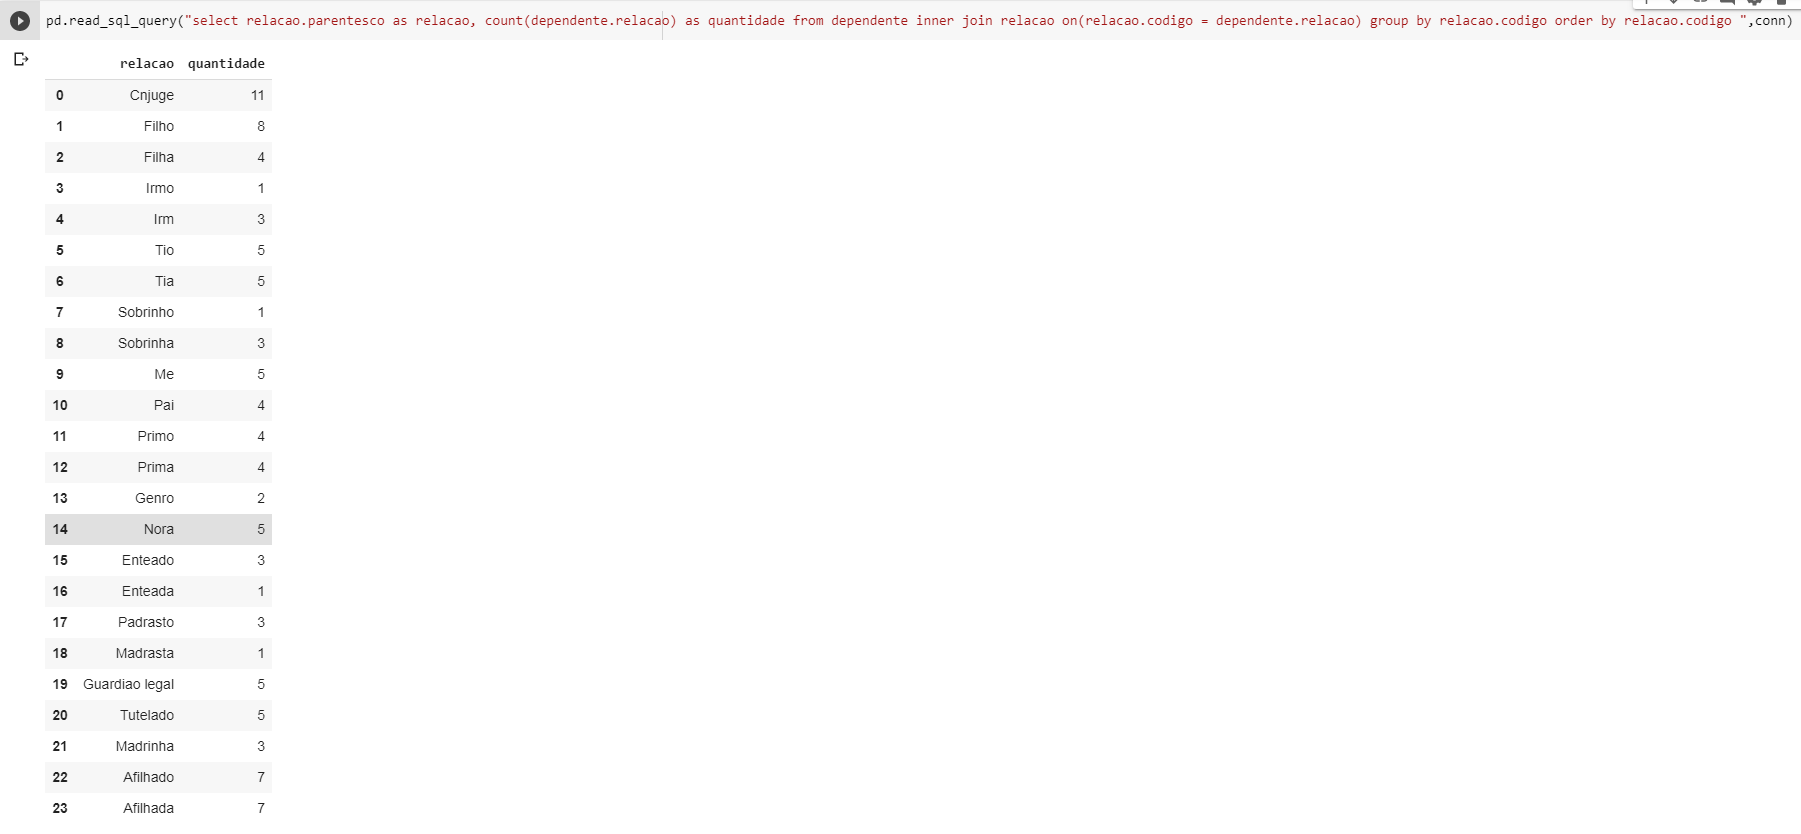 pd.read_sql_query("select relacao.parentesco as relacao, count(dependente.relacao) as quantidade from dependente inner join relacao on(relacao.codigo = dependente.relacao) group by relacao.codigo order by relacao.codigo ",conn)
relacao quantidade
0 Cnjuge 11
1 Filho 8
2 Filha 4
3 Irmo 1
4 Irm 3
5 Tio 5
6 Tia 5
7 Sobrinho 1
8 Sobrinha 3
9 Me 5
10 Pai 4
11 Primo 4
12 Prima 4
13 Genro 2
14 Nora 5
15 Enteado 3
16 Enteada 1
17 Padrasto 3
18 Madrasta 1
19 Guardiao legal 5
20 Tutelado 5
21 Madrinha 3
22 Afilhado 7
23 Afilhada 7